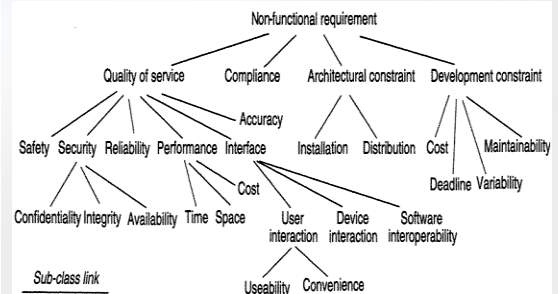 Non-functional requirement
Quality of service Compliance Architectural constraint Development constraint
Accuracy
Safety Security Reliability Performance Interface Installation Distribution Cost Maintainability
Cost Deadline Variability
Confidentiality Integrity Availability Time Space User interaction Device interaction Software interoperability
Sub-class link
Useability Convenience